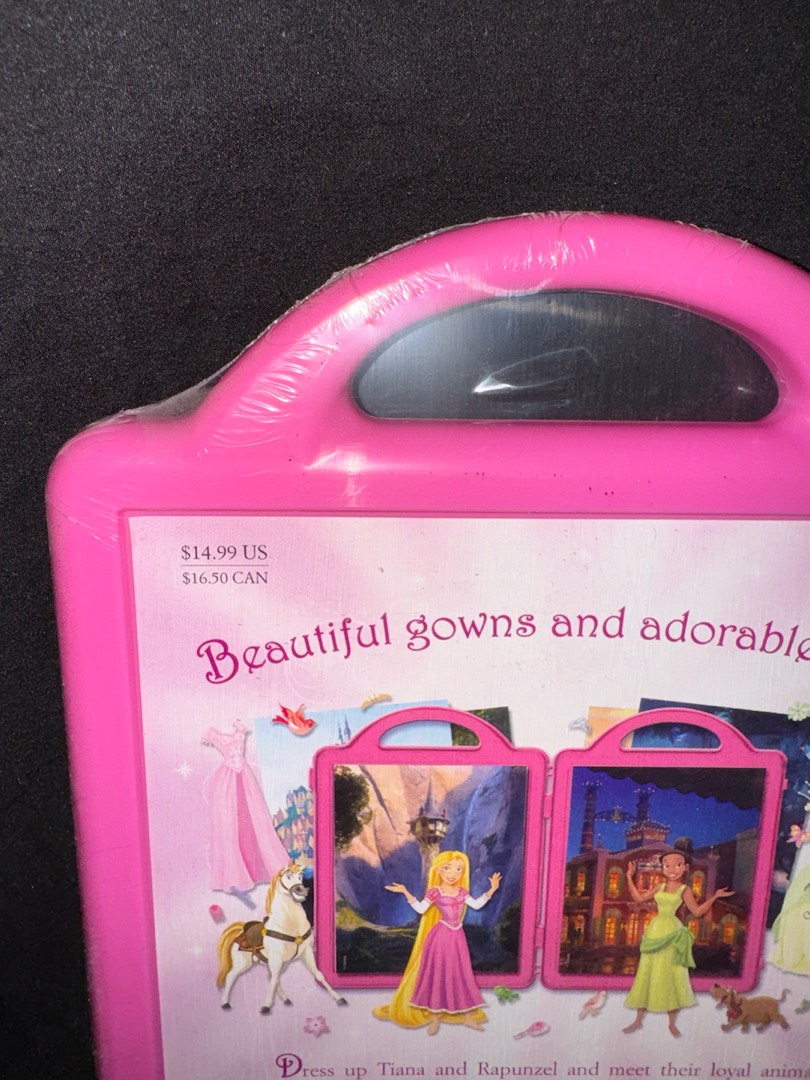 $14.99 US
$16.50 CAN
Beautiful gowns and adorable
Dress up Tiana and Rapunzel and meet their loyal